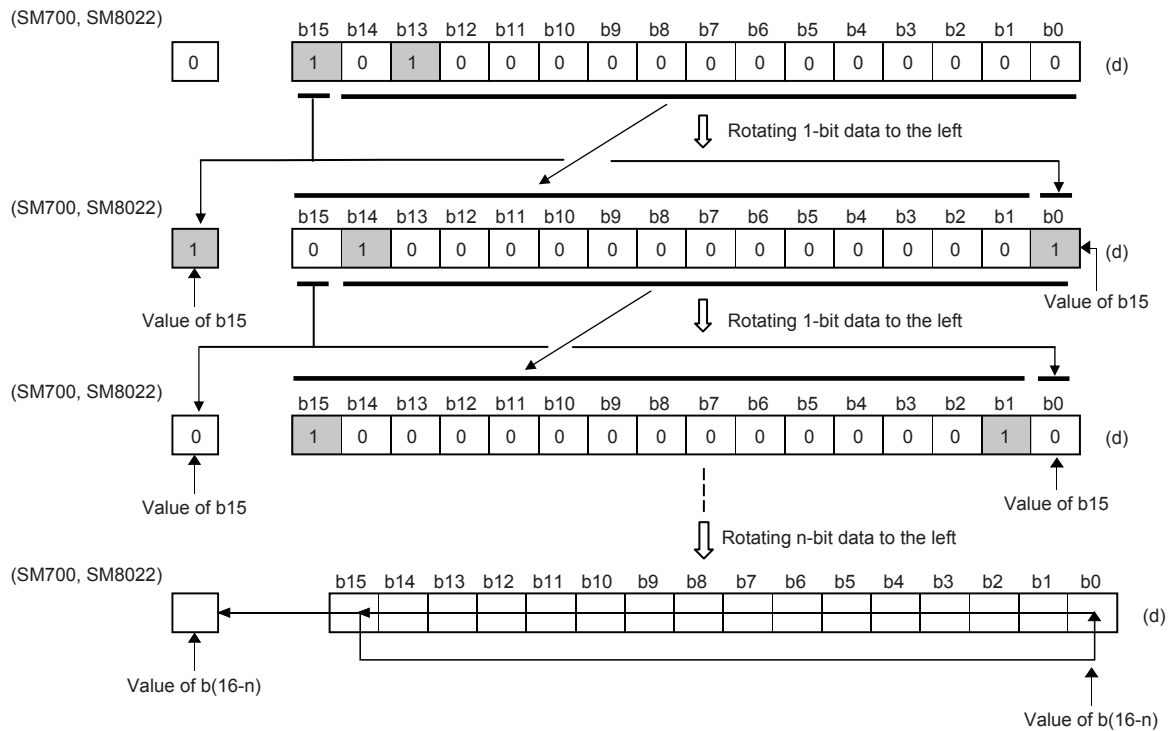 (SM700, SM8022)
b15 b14 b13 b12 b11 b10 b9 b8 b7 b6 b5 b4 b3 b2 b1 b0
0 1 0 1 0 0 0 0 0 0 0 0 0 0 0 0 0 (d)
Rotating 1-bit data to the left
(SM700, SM8022)
b15 b14 b13 b12 b11 b10 b9 b8 b7 b6 b5 b4 b3 b2 b1 b0
1 0 1 0 0 0 0 0 0 0 0 0 0 0 0 0 1 (d)
Value of b15 Value of b15
Rotating 1-bit data to the left
(SM700, SM8022)
b15 b14 b13 b12 b11 b10 b9 b8 b7 b6 b5 b4 b3 b2 b1 b0
0 1 0 0 0 0 0 0 0 0 0 0 0 0 0 1 0 (d)
Value of b15 Value of b15
Rotating n-bit data to the left
(SM700, SM8022)
b15 b14 b13 b12 b11 b10 b9 b8 b7 b6 b5 b4 b3 b2 b1 b0
(d)
Value of b(16-n)
Value of b(16-n)